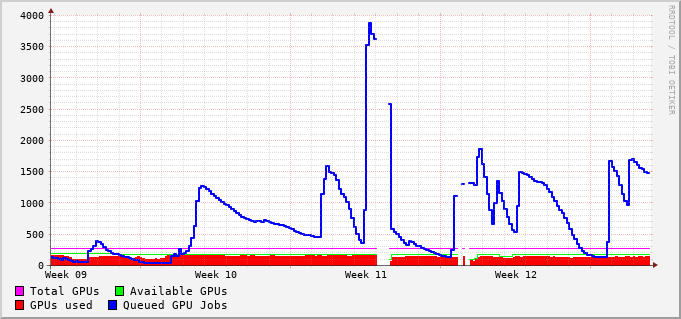 4000
3500
3000
2500
2000
1500
1000
500
0
Week 09 Week 10 Week 11 Week 12
Total GPUs Available GPUs
GPUs used Queued GPU Jobs
RRDTOOL / TOBI OETIKER